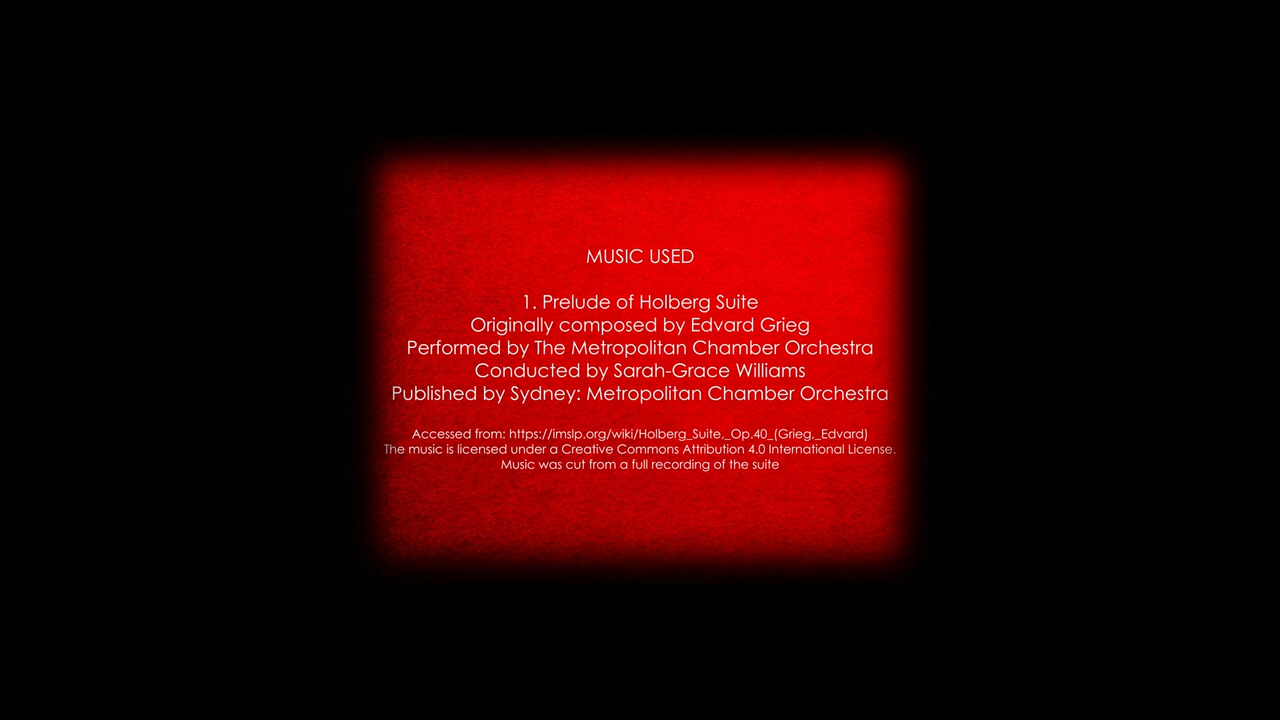 MUSIC USED
1. Prelude of Holberg Suite
Originally composed by Edvard Grieg
Performed by The Metropolitan Chamber Orchestra
Conducted by Sarah-Grace Williams
Published by Sydney: Metropolitan Chamber Orchestra
Accessed from: https://imslp.org/wiki/Holberg_Suite,_Op.40_(Grieg,_Edvard)
The music is licensed under a Creative Commons Attribution 4.0 International License.
Music was cut from a full recording of the suite